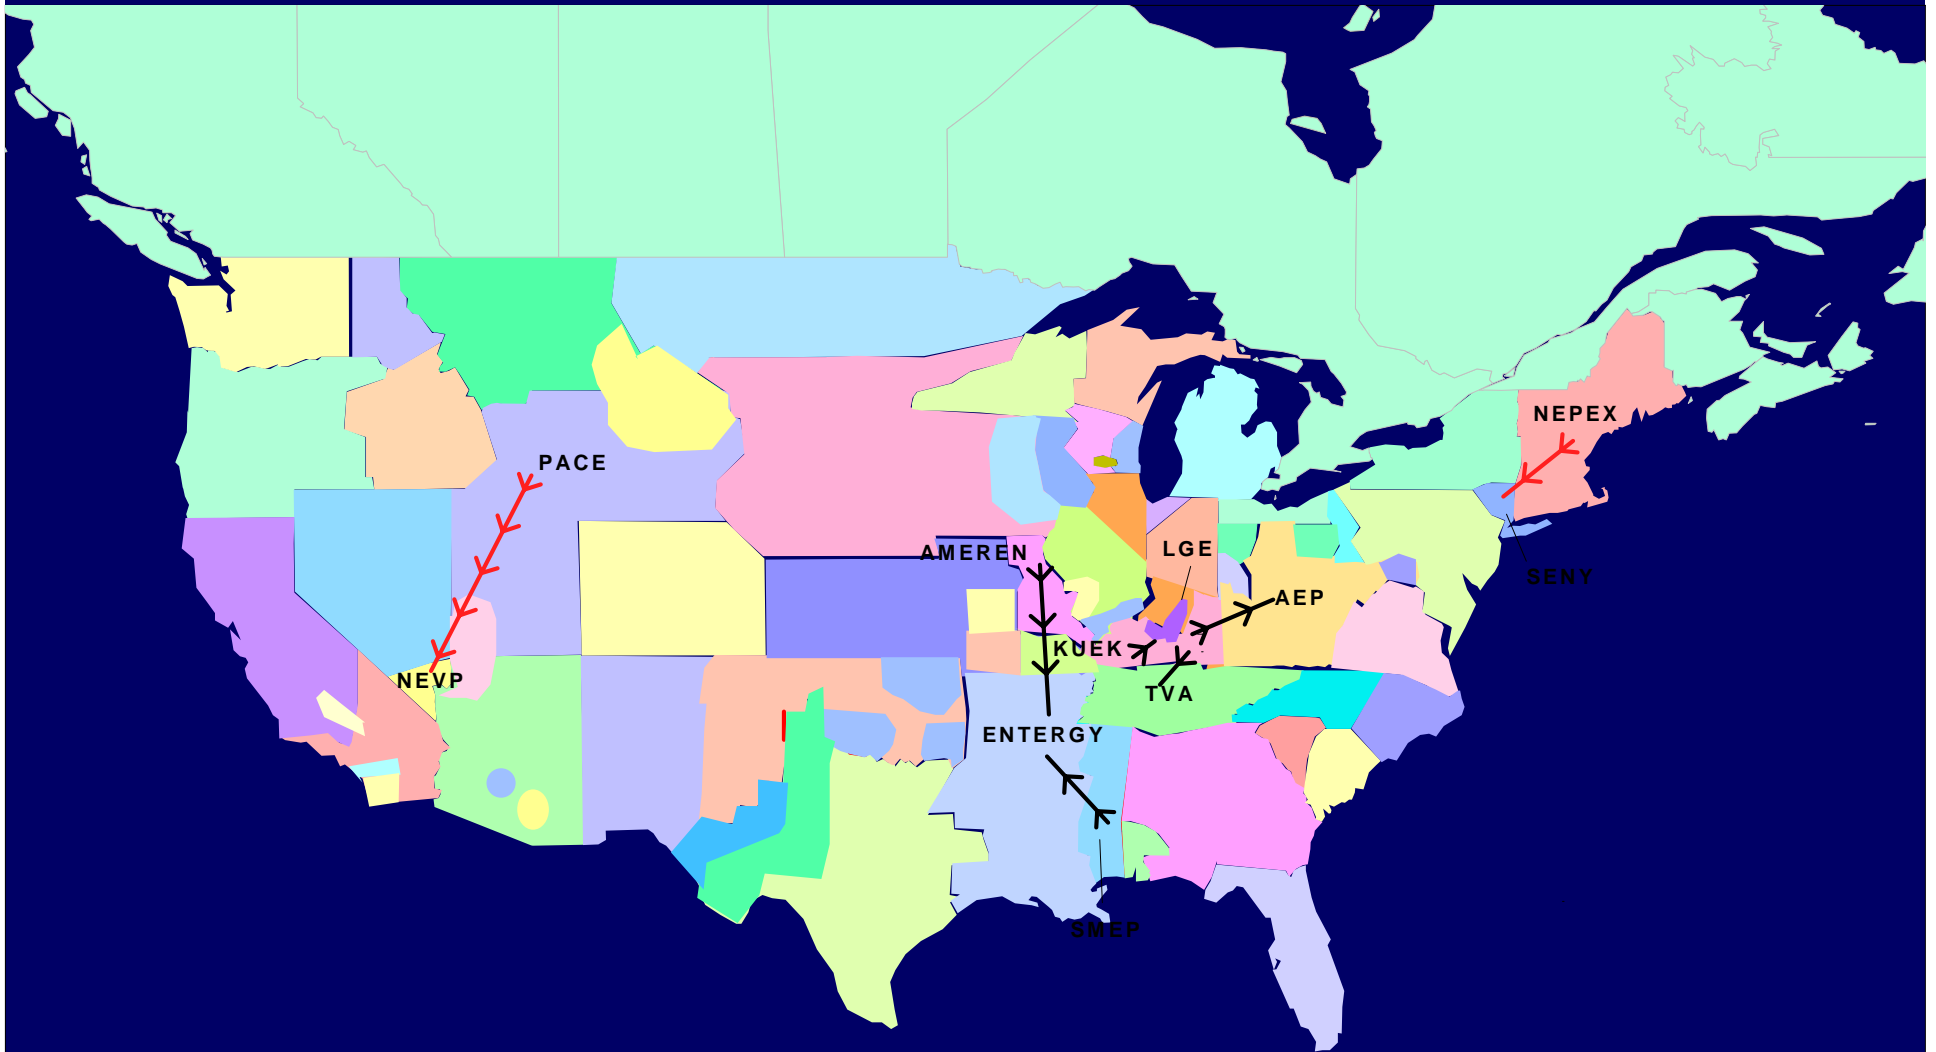 NEPEX
PACE
AMEREN
LGE
SENY
AEP
KUEK
NEVP
TVA
ENTERGY
SMEP